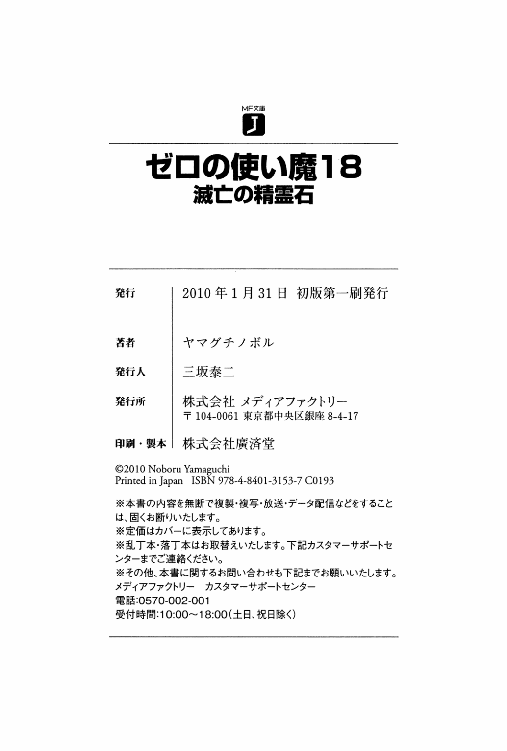 MF文庫
J
ゼロの使い魔18
滅亡の精霊石
発行 2010年1月31日 初版第一刷発行
著者 ヤマグチノボル
発行人 三坂泰二
発行所 株式会社 メディアファクトリー
〒104-0061 東京都中央区銀座8-4-17
印刷・製本 株式会社廣済堂
©2010 Noboru Yamaguchi
Printed in Japan ISBN 978-4-8401-3153-7 C0193
※本書の内容を無断で複製・複写・放送・データ配信などをすること
は、固くお断りいたします。
※定価はカバーに表示してあります。
※乱丁本・落丁本はお取替えいたします。下記カスタマーサポートセ
ンターまでご連絡ください。
※その他、本書に関するお問い合わせも下記までお願いいたします。
メディアファクトリー カスタマーサポートセンター
電話:0570-002-001
受付時間:10:00〜18:00(土日、祝日除く)